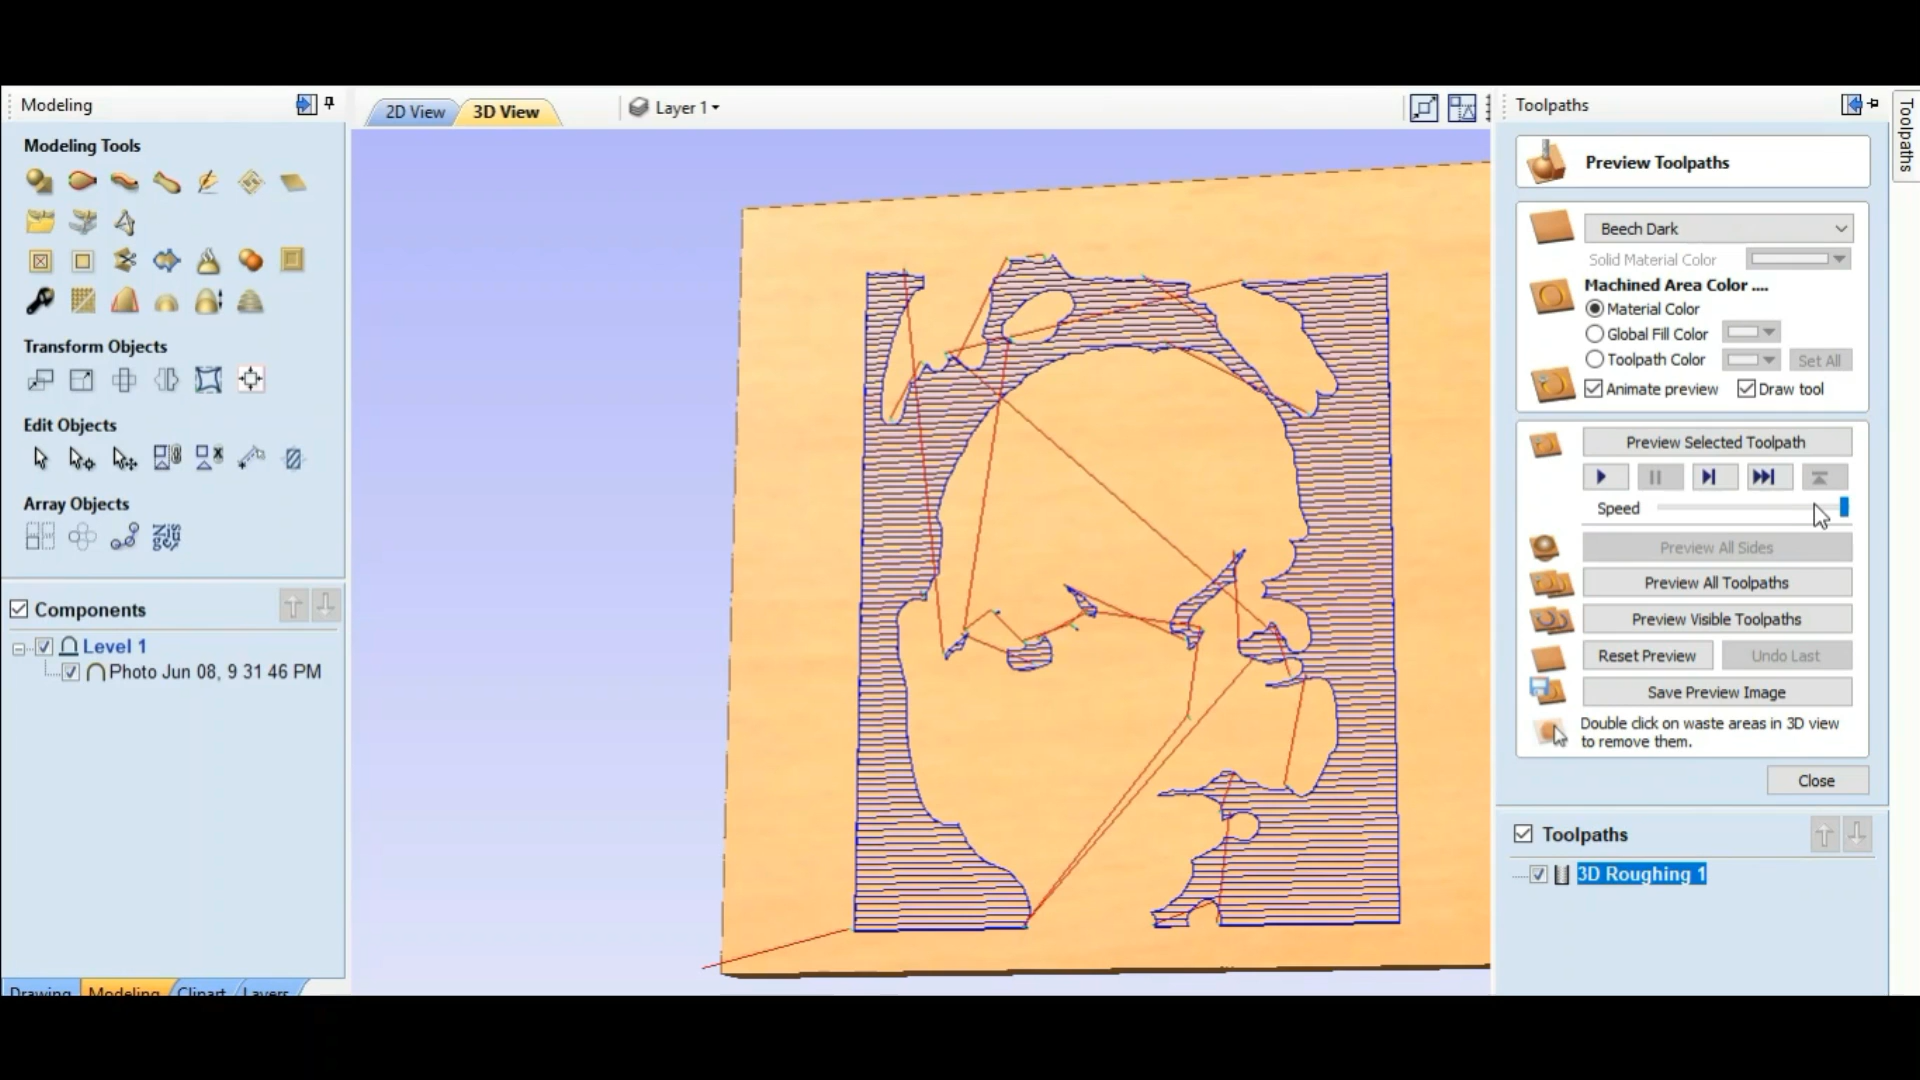 Modeling
Modeling Tools
Transform Objects
Edit Objects
Array Objects
Components
Level 1
Photo Jun 08, 9 31 46 PM
Drawing Modeling Clipart Layers
2D View 3D View Layer 1
Toolpaths
Toolpaths
Preview Toolpaths
Beech Dark
Solid Material Color
Machined Area Color ....
Material Color
Global Fill Color
Toolpath Color Set All
Animate preview Draw tool
Preview Selected Toolpath
Speed
Preview All Sides
Preview All Toolpaths
Preview Visible Toolpaths
Reset Preview Undo Last
Save Preview Image
Double click on waste areas in 3D view
to remove them.
Close
Toolpaths
3D Roughing 1